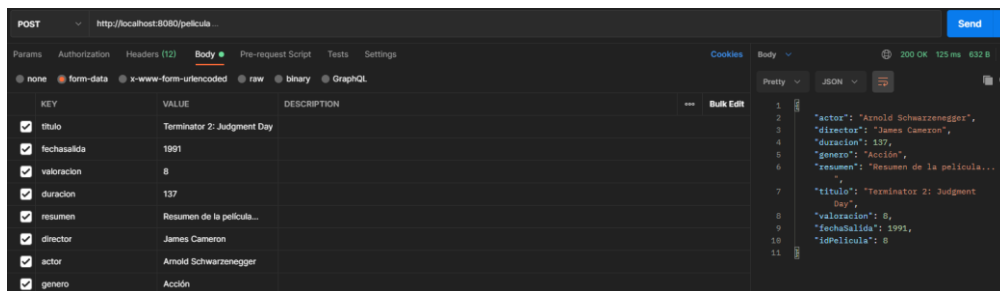 POST http://localhost:8080/pelicula... Send
Params Authorization Headers (12) Body Pre-request Script Tests Settings Cookies
none form-data x-www-form-urlencoded raw binary GraphQL
KEY VALUE DESCRIPTION Bulk Edit
titulo Terminator 2: Judgment Day
fechasalida 1991
valoracion 8
duracion 137
resumen Resumen de la película...
director James Cameron
actor Arnold Schwarzenegger
genero Acción
Body 200 OK 125 ms 632 B
Pretty JSON
1 {
2 "actor": "Arnold Schwarzenegger",
3 "director": "James Cameron",
4 "duracion": 137,
5 "genero": "Acción",
6 "resumen": "Resumen de la película...
",
7 "titulo": "Terminator 2: Judgment
Day",
8 "valoracion": 8,
9 "fechaSalida": 1991,
10 "idPelicula": 8
11 }